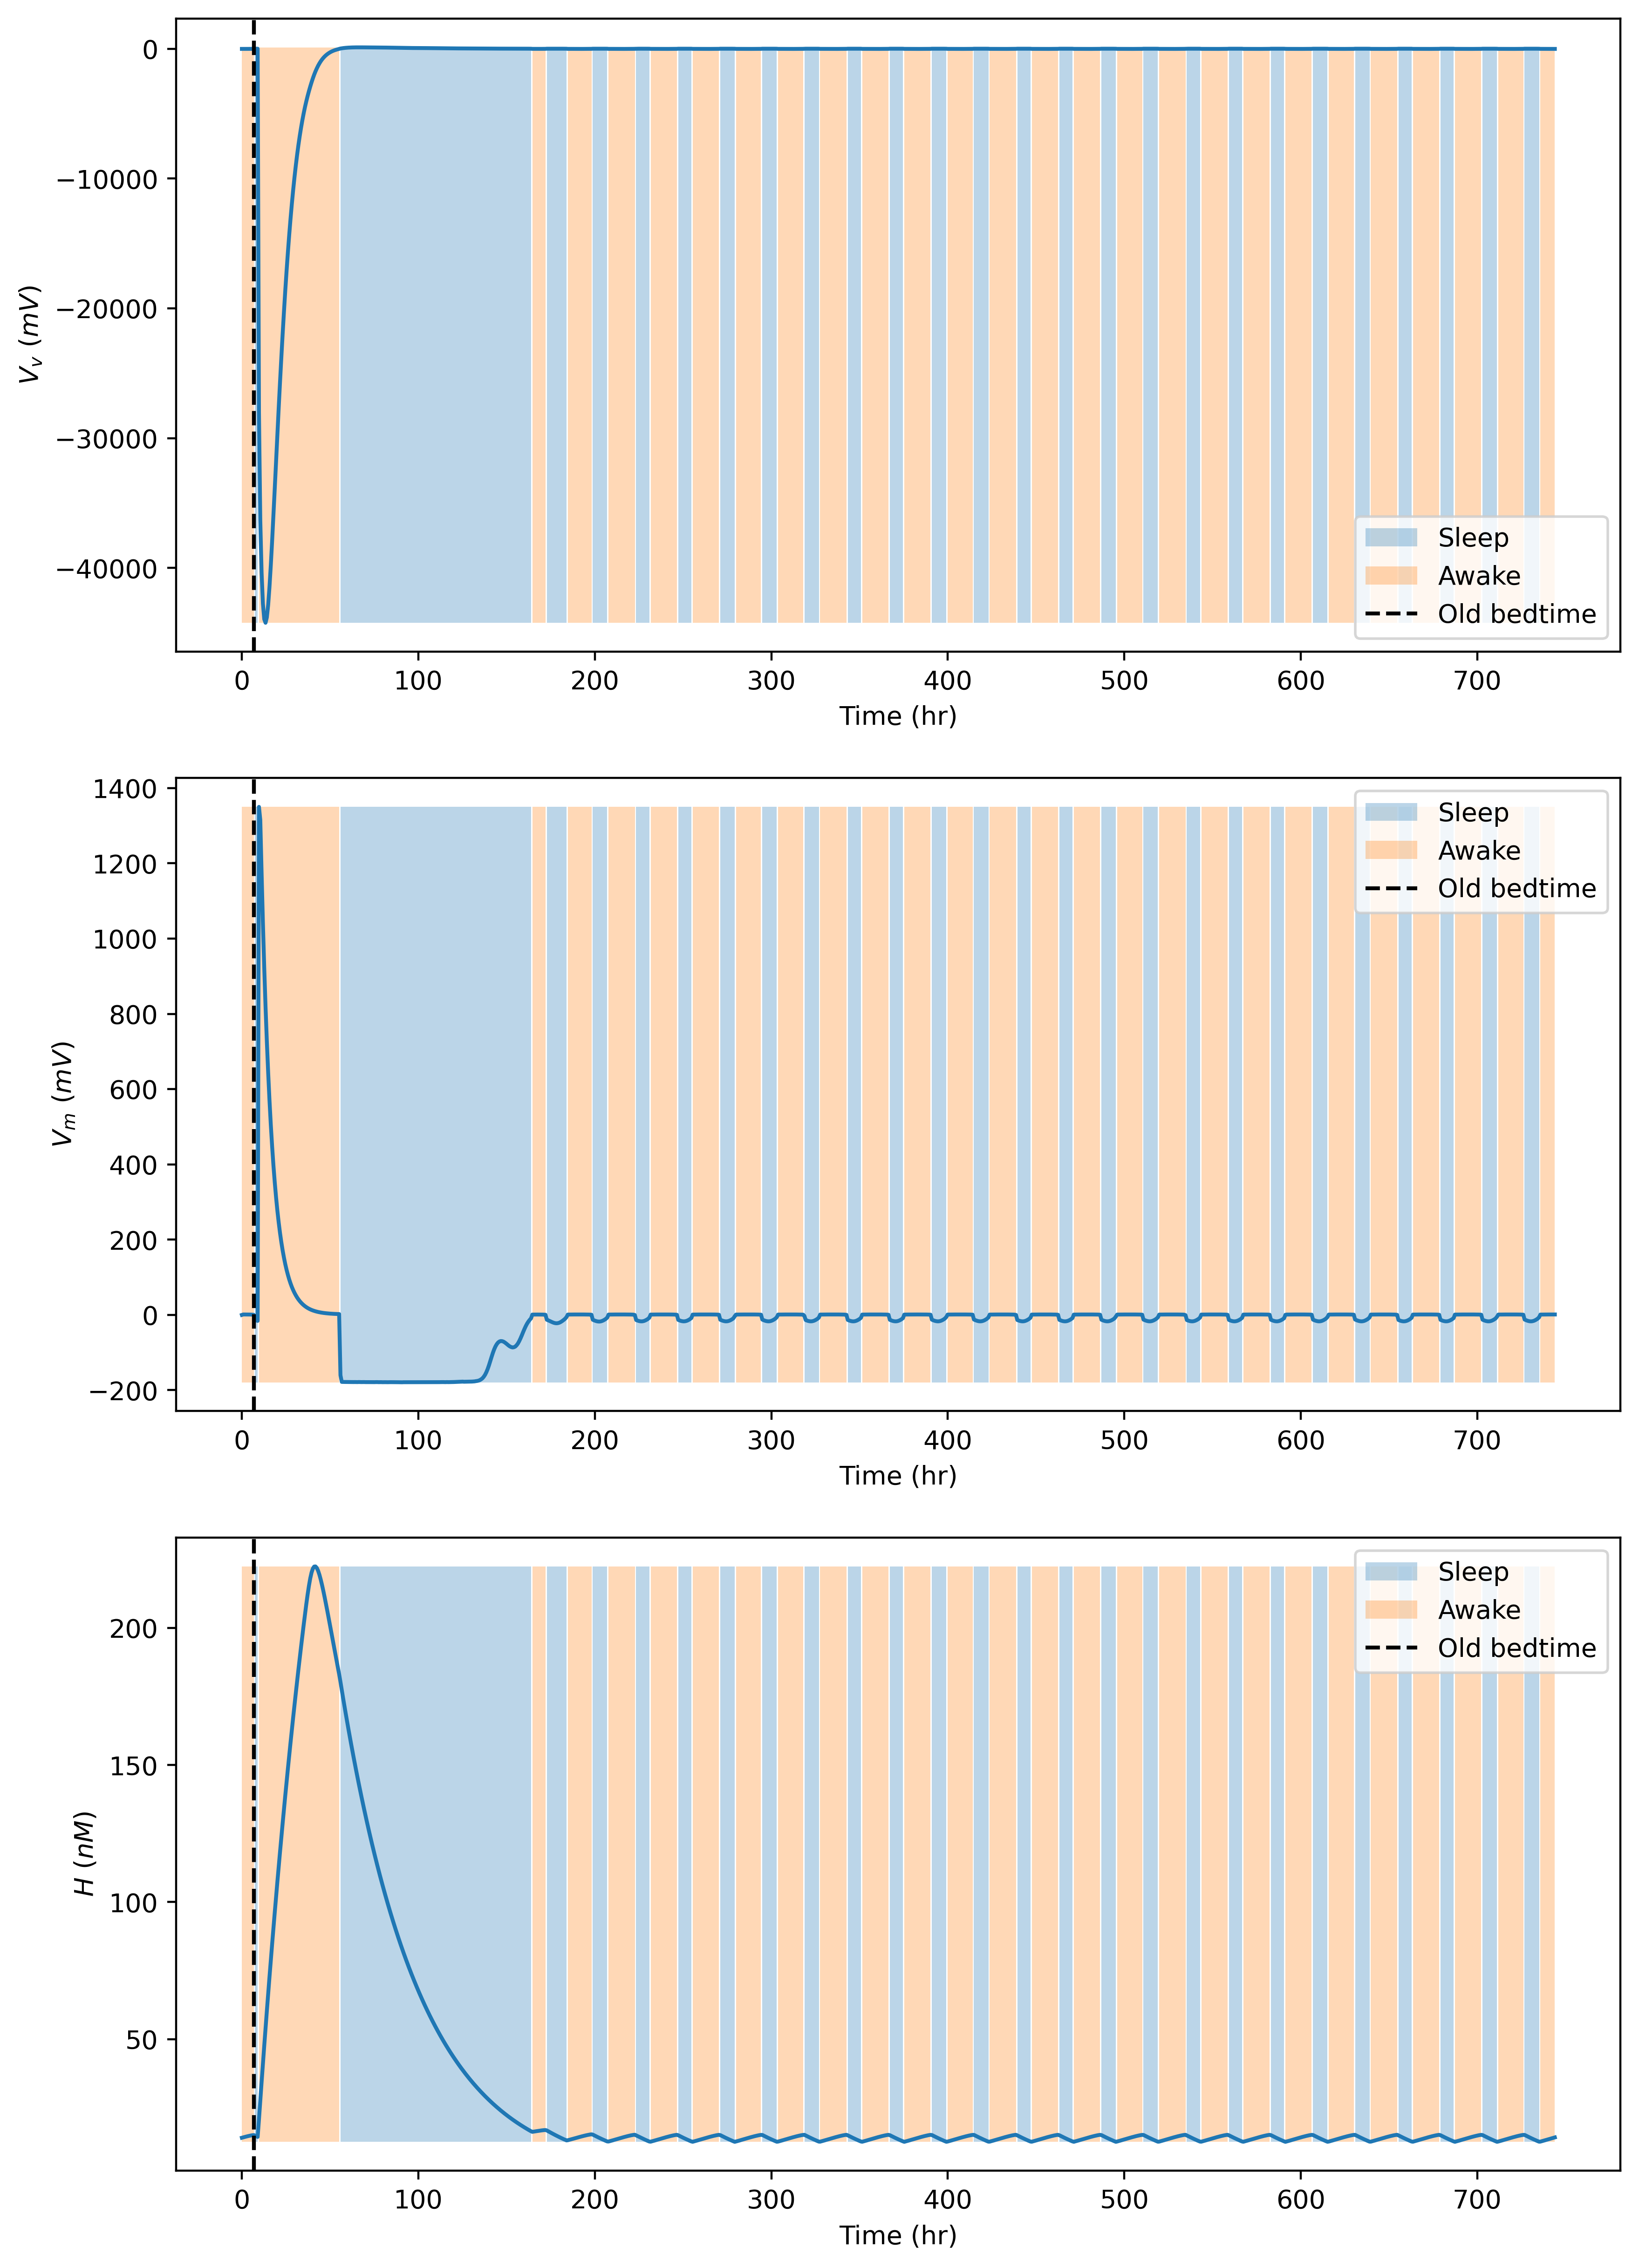 0
−10000
−20000
−30000
−40000
V_v (mV)
Sleep
Awake
Old bedtime
0 100 200 300 400 500 600 700
Time (hr)
1400
1200
1000
800
600
400
200
0
−200
V_m (mV)
Sleep
Awake
Old bedtime
0 100 200 300 400 500 600 700
Time (hr)
200
150
100
50
H (nM)
Sleep
Awake
Old bedtime
0 100 200 300 400 500 600 700
Time (hr)